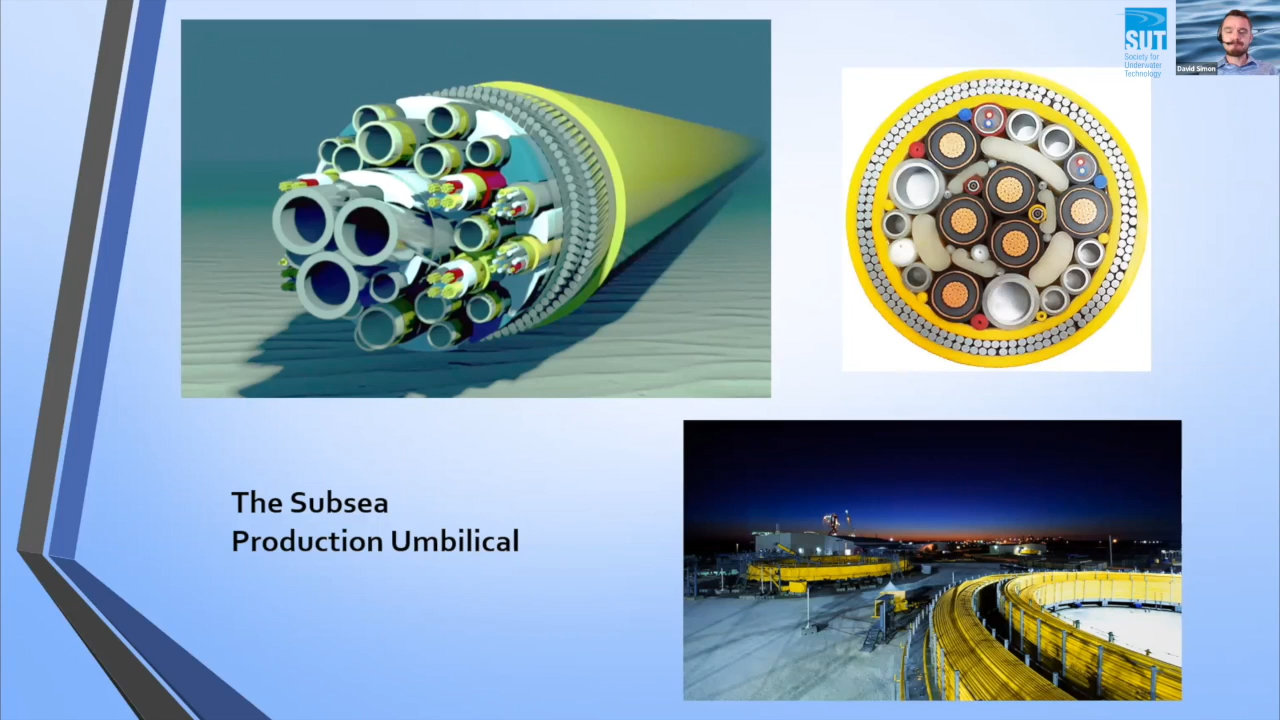 SUT
Society for
Underwater
Technology
David Simon
The Subsea
Production Umbilical